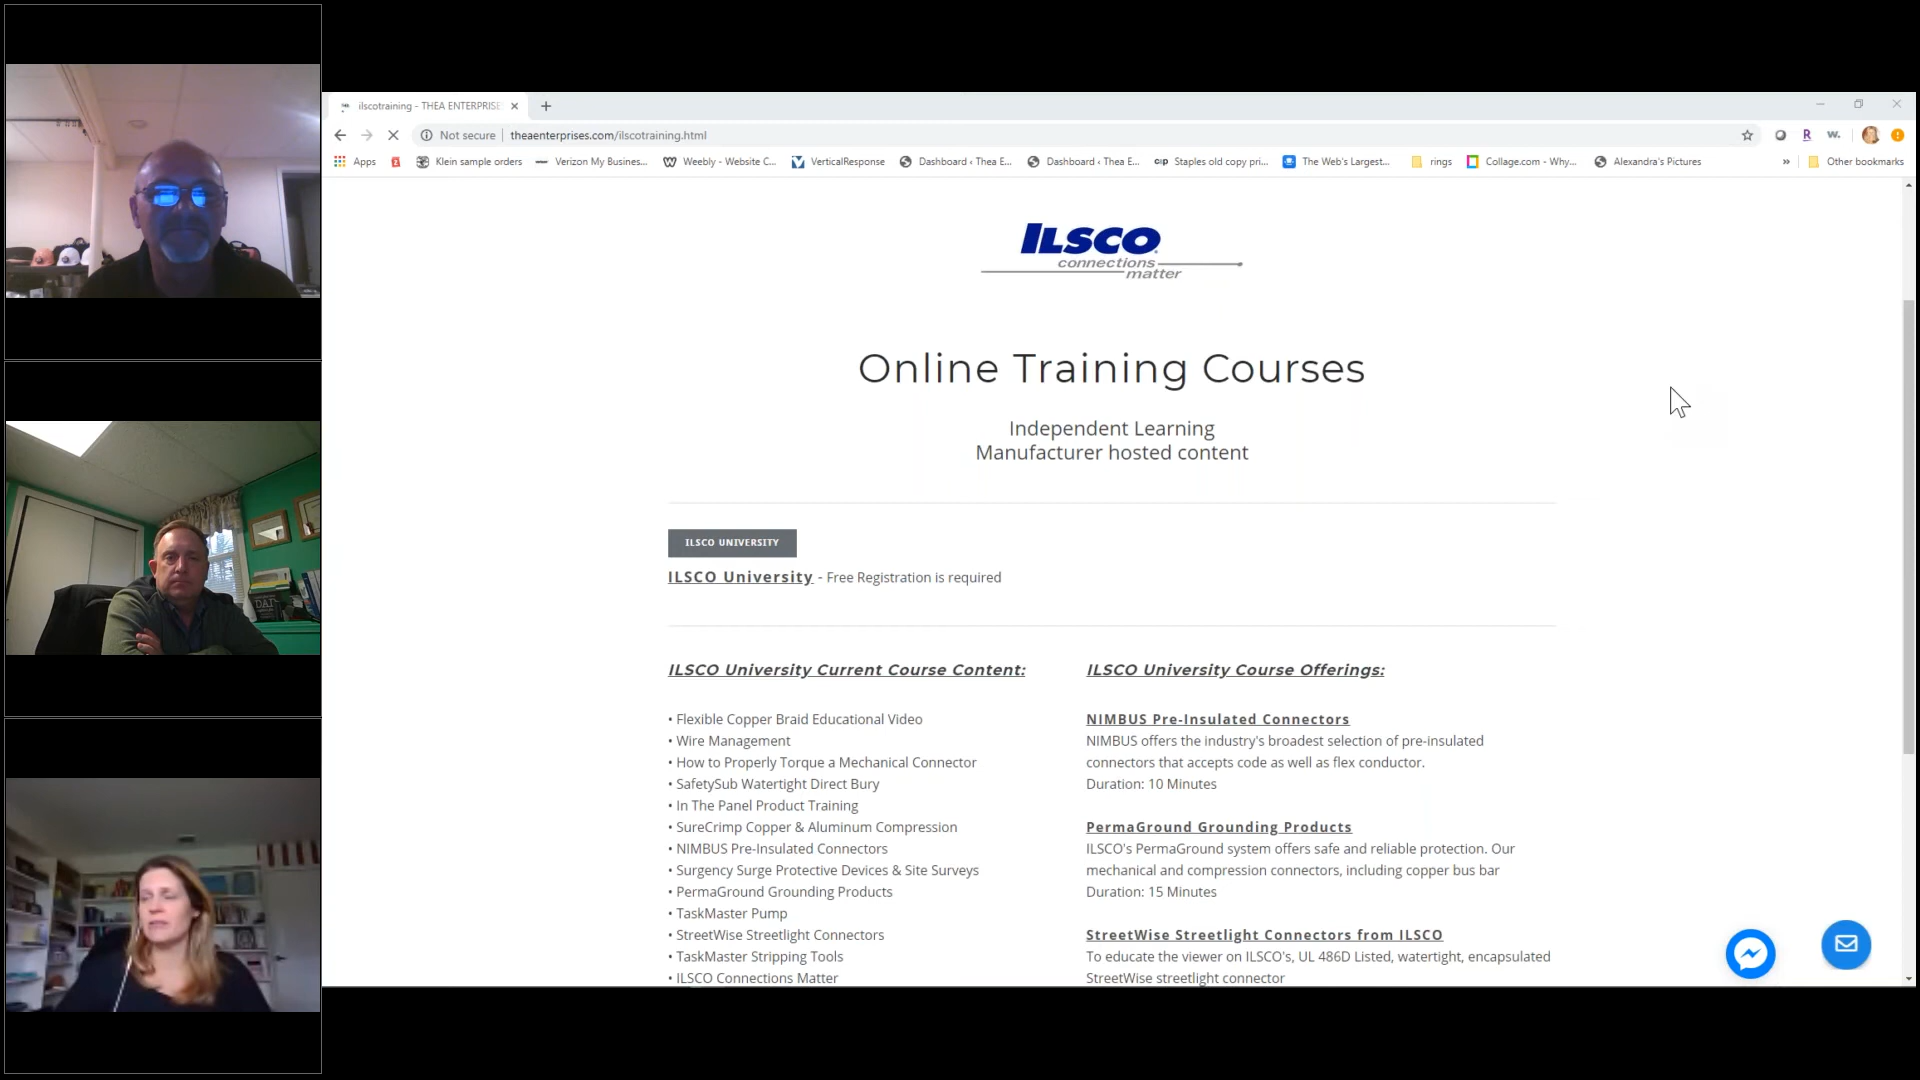 ilscotraining - THEA ENTERPRISE
Not secure
theaenterprises.com/ilscotraining.html
Apps
Klein sample orders
Verizon My Busines...
Weebly - Website C...
VerticalResponse
Dashboard ‹ Thea E...
Dashboard ‹ Thea E...
Staples old copy pri...
The Web's Largest...
rings
Collage.com - Why...
Alexandra's Pictures
»
Other bookmarks
ILSCO
connections
matter
Online Training Courses
Independent Learning
Manufacturer hosted content
ILSCO UNIVERSITY
ILSCO University - Free Registration is required
ILSCO University Current Course Content:
• Flexible Copper Braid Educational Video
• Wire Management
• How to Properly Torque a Mechanical Connector
• SafetySub Watertight Direct Bury
• In The Panel Product Training
• SureCrimp Copper & Aluminum Compression
• NIMBUS Pre-Insulated Connectors
• Surgency Surge Protective Devices & Site Surveys
• PermaGround Grounding Products
• TaskMaster Pump
• StreetWise Streetlight Connectors
• TaskMaster Stripping Tools
• ILSCO Connections Matter
ILSCO University Course Offerings:
NIMBUS Pre-Insulated Connectors
NIMBUS offers the industry's broadest selection of pre-insulated
connectors that accepts code as well as flex conductor.
Duration: 10 Minutes
PermaGround Grounding Products
ILSCO's PermaGround system offers safe and reliable protection. Our
mechanical and compression connectors, including copper bus bar
Duration: 15 Minutes
StreetWise Streetlight Connectors from ILSCO
To educate the viewer on ILSCO's, UL 486D Listed, watertight, encapsulated
StreetWise streetlight connector